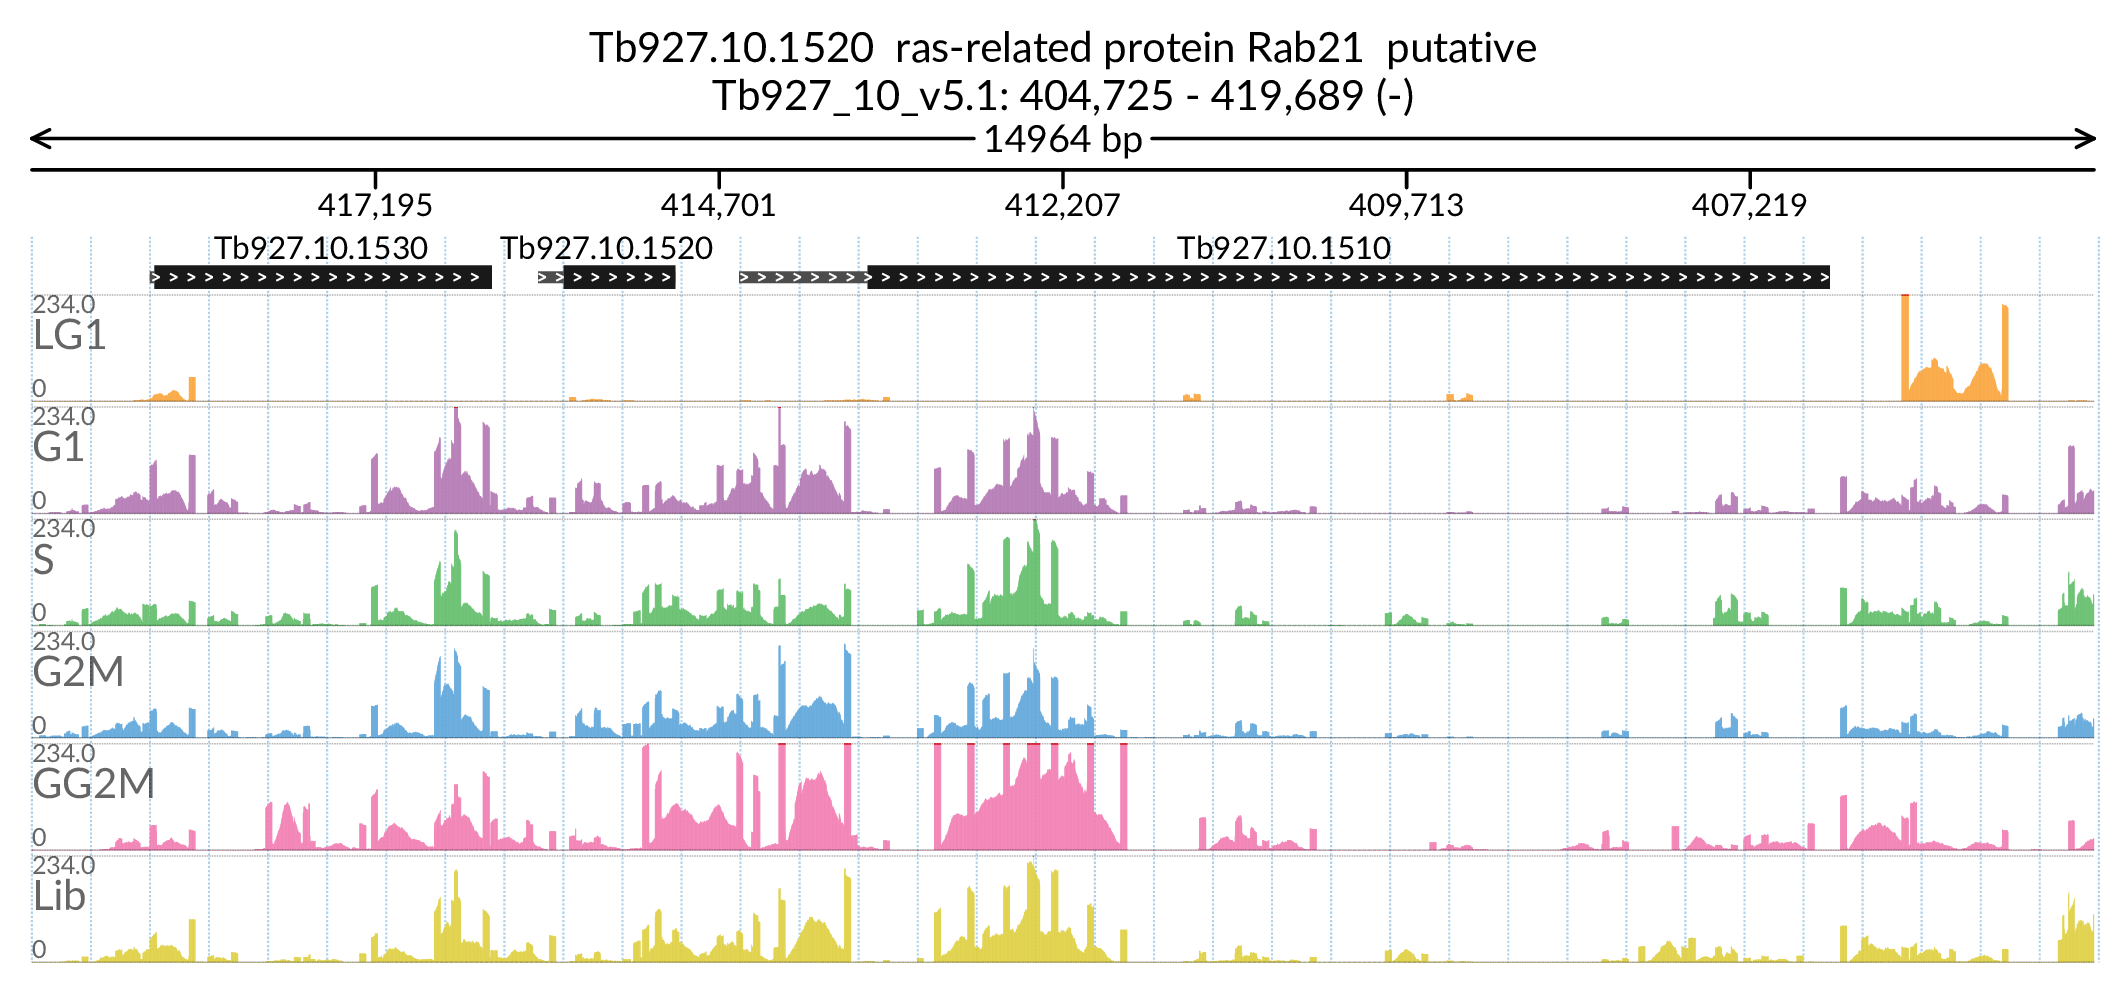 Tb927.10.1520  ras-related protein Rab21  putative
Tb927_10_v5.1: 404,725 - 419,689 (-)
14964 bp
417,195 414,701 412,207 409,713 407,219
Tb927.10.1530 Tb927.10.1520 Tb927.10.1510
234.0
LG1
0
234.0
G1
0
234.0
S
0
234.0
G2M
0
234.0
GG2M
0
234.0
Lib
0